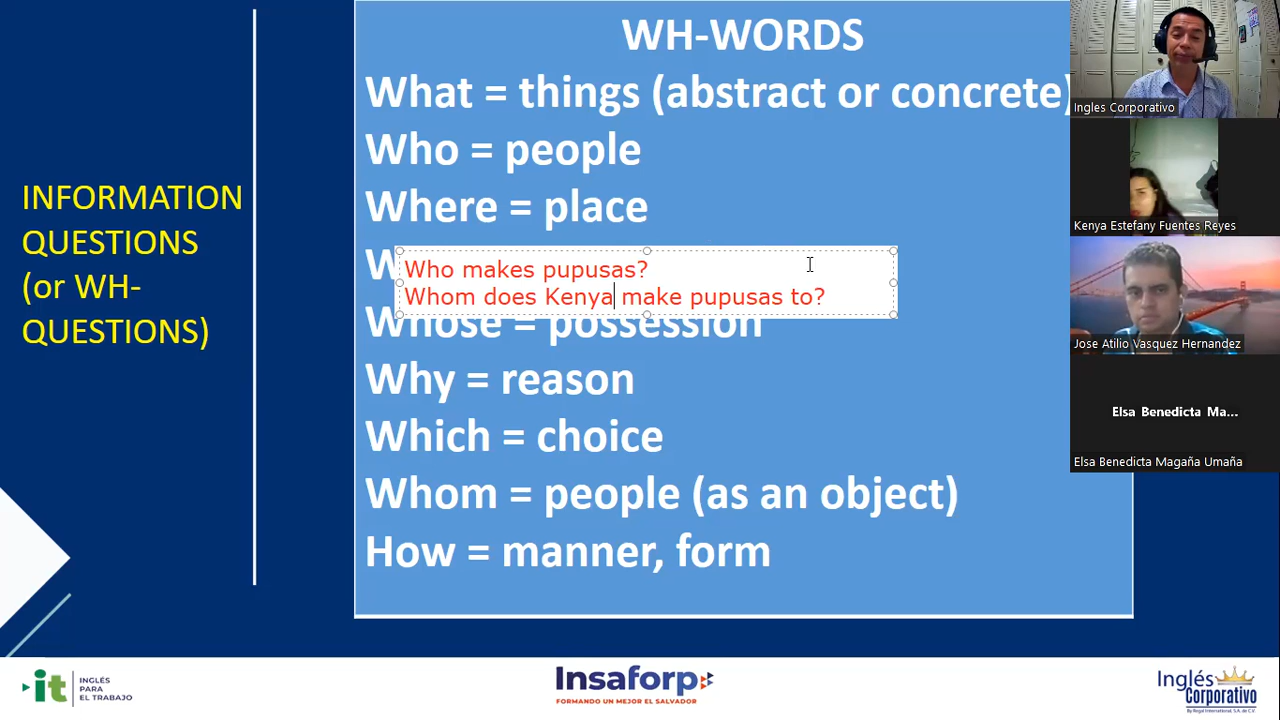 INFORMATION
QUESTIONS
(or WH-
QUESTIONS)
WH-WORDS
What = things (abstract or concrete)
Who = people
Where = place
Who makes pupusas?
Whom does Kenya make pupusas to?
Whose = possession
Why = reason
Which = choice
Whom = people (as an object)
How = manner, form
Ingles Corporativo
Kenya Estefany Fuentes Reyes
Jose Atilio Vasquez Hernandez
Elsa Benedicta Ma...
Elsa Benedicta Magaña Umaña
it
INGLÉS
PARA
EL TRABAJO
Insaforp
FORMANDO UN MEJOR EL SALVADOR
Inglés
Corporativo
By Regal International, S.A. de C.V.